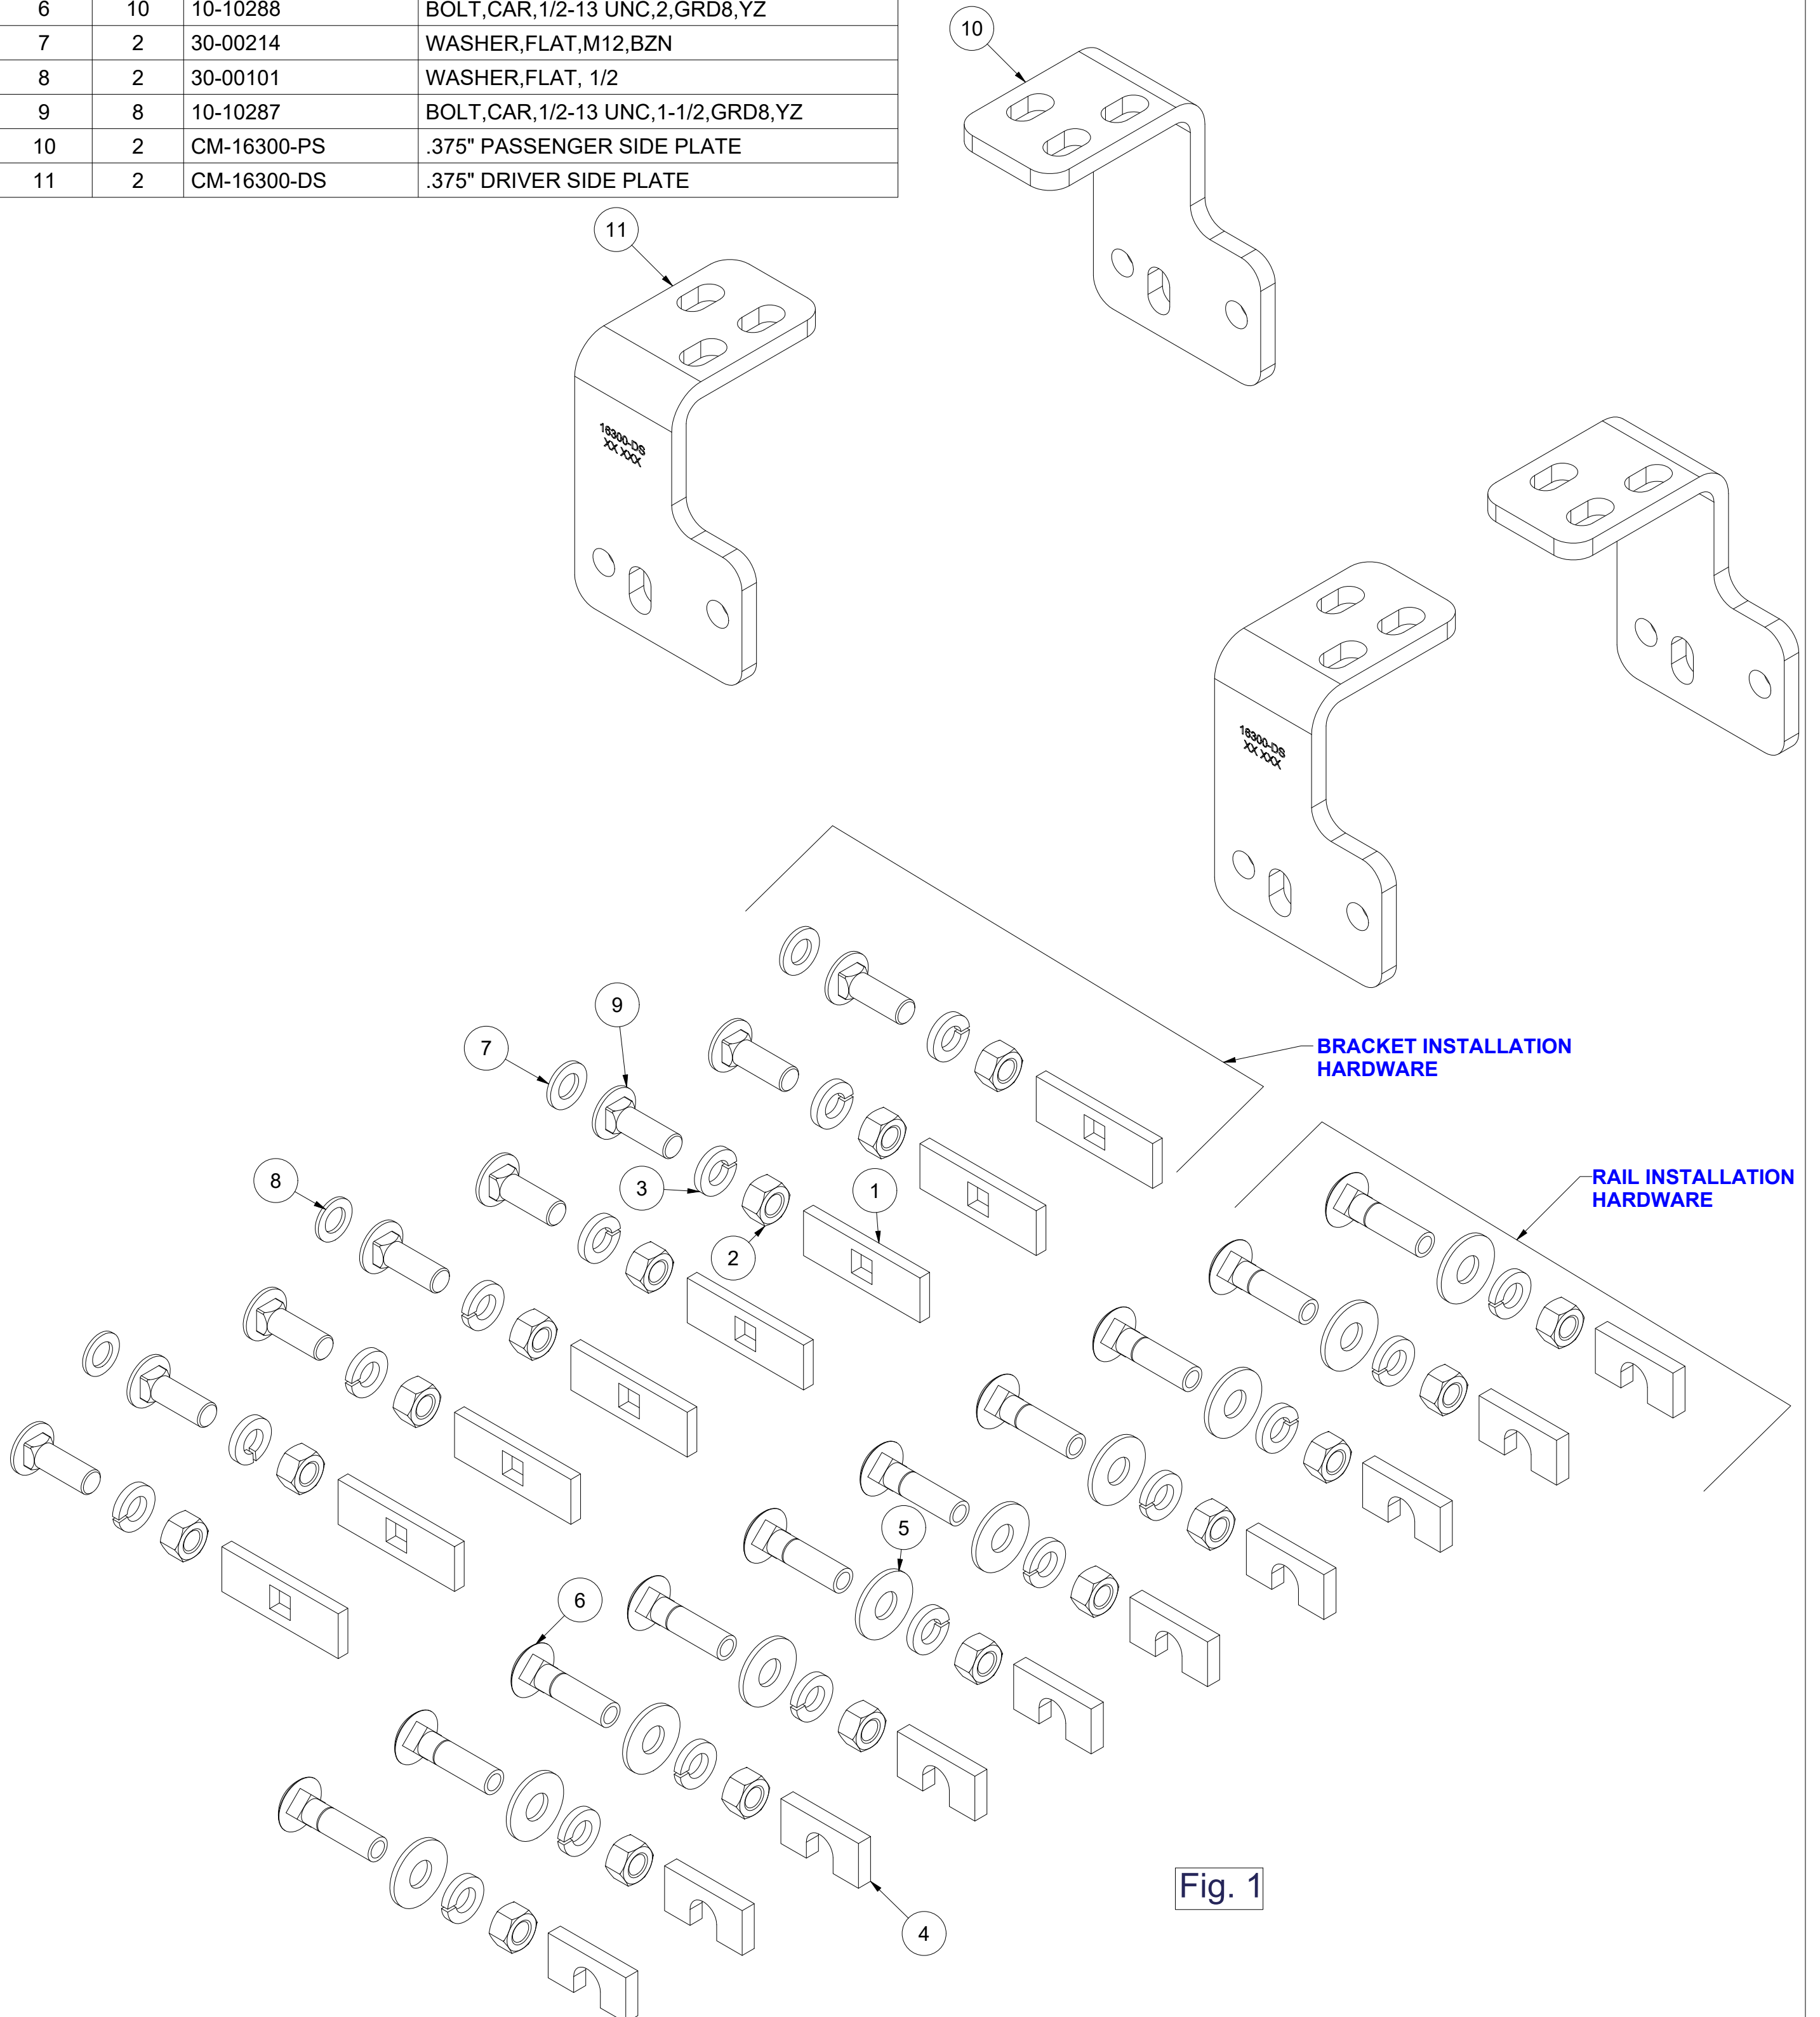 6 10 10-10288 BOLT,CAR,1/2-13 UNC,2,GRD8,YZ
7 2 30-00214 WASHER,FLAT,M12,BZN
8 2 30-00101 WASHER,FLAT, 1/2
9 8 10-10287 BOLT,CAR,1/2-13 UNC,1-1/2,GRD8,YZ
10 2 CM-16300-PS .375" PASSENGER SIDE PLATE
11 2 CM-16300-DS .375" DRIVER SIDE PLATE
10
11
16300-DS
XX XXX
16300-DS
XX XXX
9
7
BRACKET INSTALLATION
HARDWARE
8
3
1
RAIL INSTALLATION
HARDWARE
2
5
6
Fig. 1
4